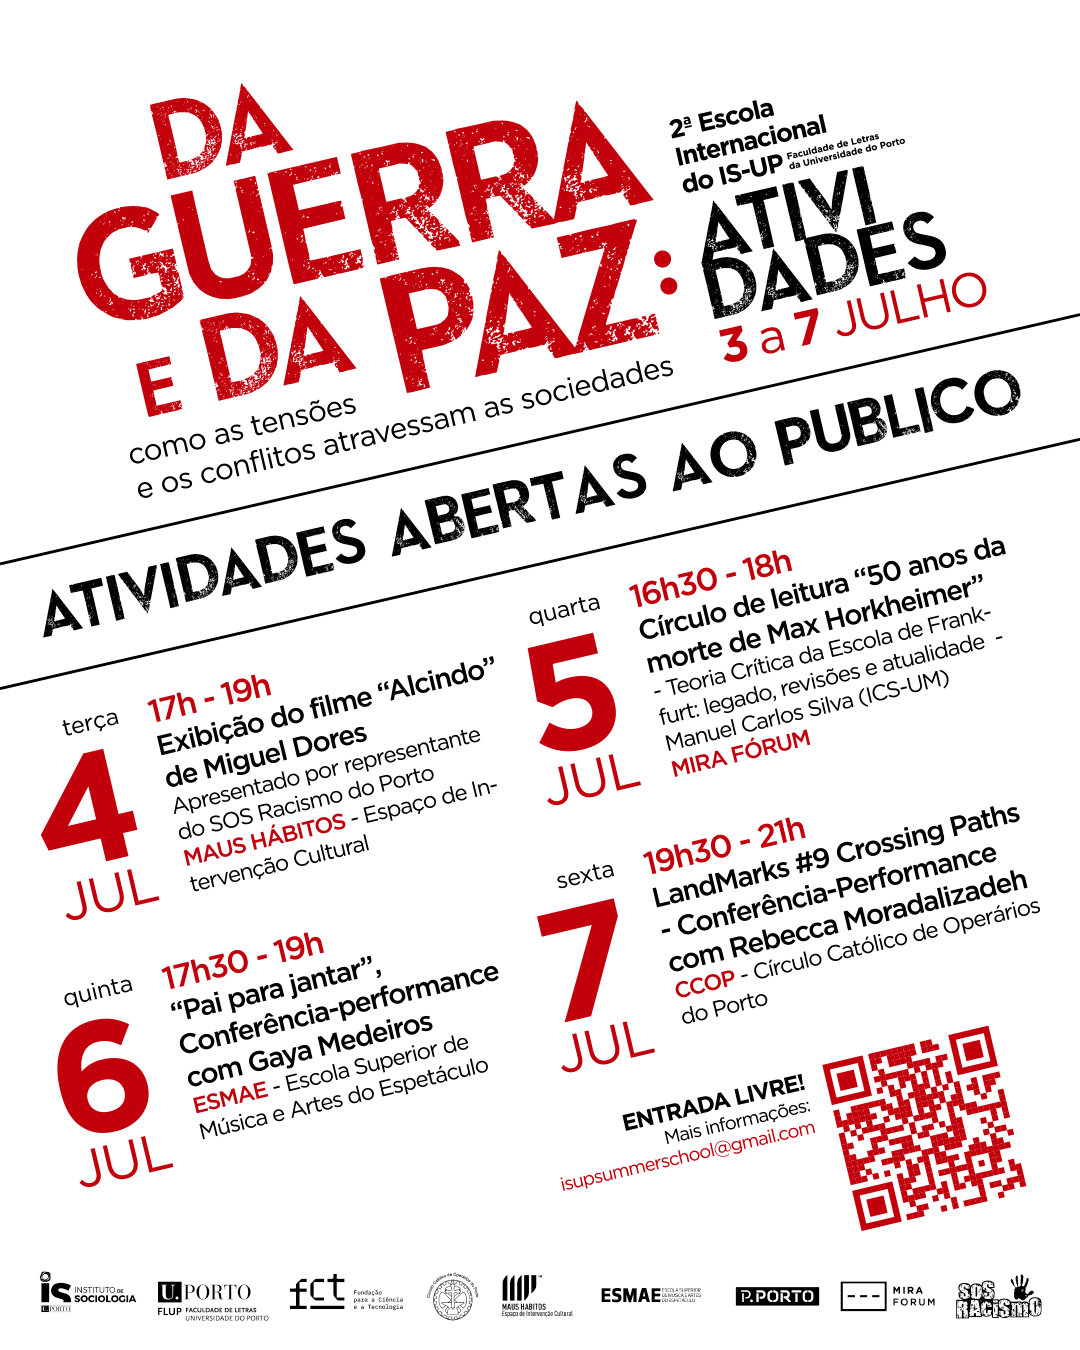 DA
GUERRA
E DA PAZ:
como as tensões
e os conflitos atravessam as sociedades
2ª Escola
Internacional
do IS-UP Faculdade de Letras
da Universidade do Porto
ATIVI
DADES
3 a 7 JULHO
ATIVIDADES ABERTAS AO PUBLICO
terça
4
JUL
17h - 19h
Exibição do filme “Alcindo”
de Miguel Dores
Apresentado por representante
do SOS Racismo do Porto
MAUS HÁBITOS - Espaço de In-
tervenção Cultural
quarta
5
JUL
16h30 - 18h
Círculo de leitura “50 anos da
morte de Max Horkheimer”
- Teoria Crítica da Escola de Frank-
furt: legado, revisões e atualidade -
Manuel Carlos Silva (ICS-UM)
MIRA FÓRUM
quinta
6
JUL
17h30 - 19h
“Pai para jantar”,
Conferência-performance
com Gaya Medeiros
ESMAE - Escola Superior de
Música e Artes do Espetáculo
sexta
7
JUL
19h30 - 21h
LandMarks #9 Crossing Paths
- Conferência-Performance
com Rebecca Moradalizadeh
CCOP - Círculo Católico de Operários
do Porto
ENTRADA LIVRE!
Mais informações:
isupsummerschool@gmail.com
is INSTITUTO DE
SOCIOLOGIA
U.PORTO
U.PORTO
FLUP FACULDADE DE LETRAS
UNIVERSIDADE DO PORTO
fct Fundação
para a Ciência
e a Tecnologia
MAUS HÁBITOS
Espaço de Intervenção Cultural
ESMAE ESCOLA SUPERIOR
DE MÚSICA E ARTES
DO ESPETÁCULO
P.PORTO
MIRA
FORUM
SOS
RACISMO